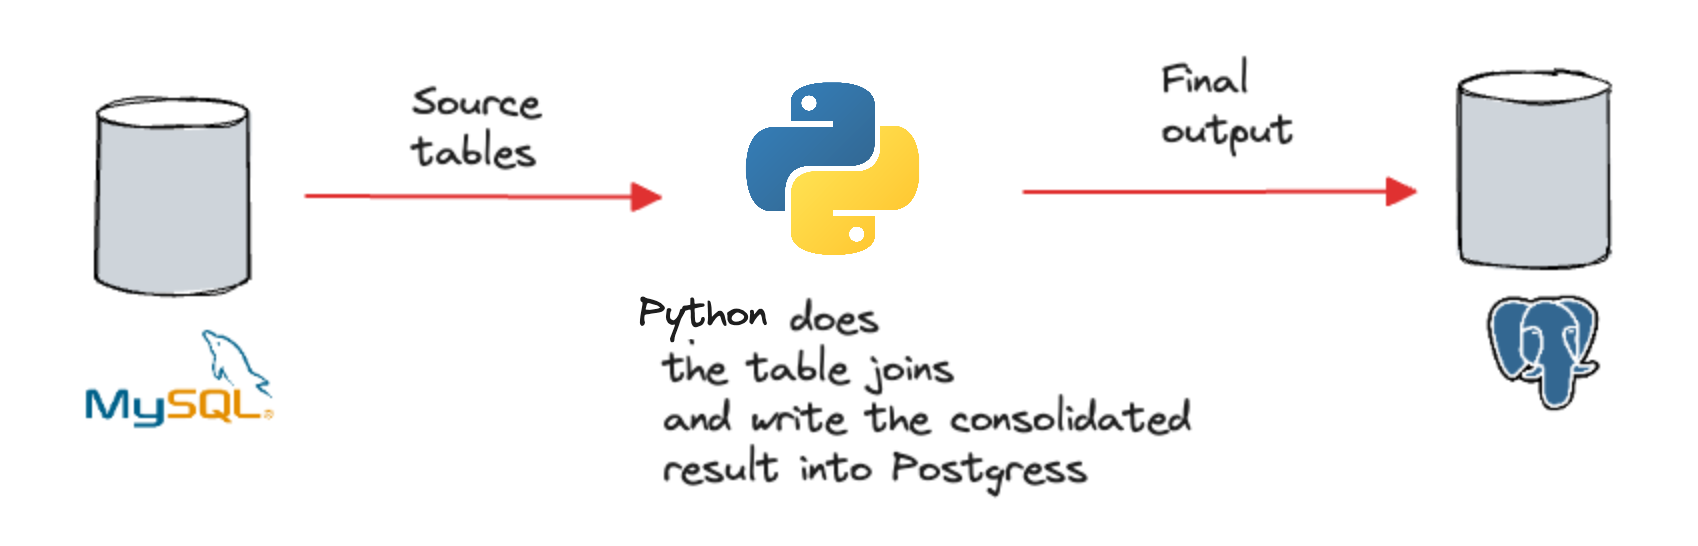 Source
tables
Final
output
Python does
the table joins
and write the consolidated
result into Postgress
MySQL®